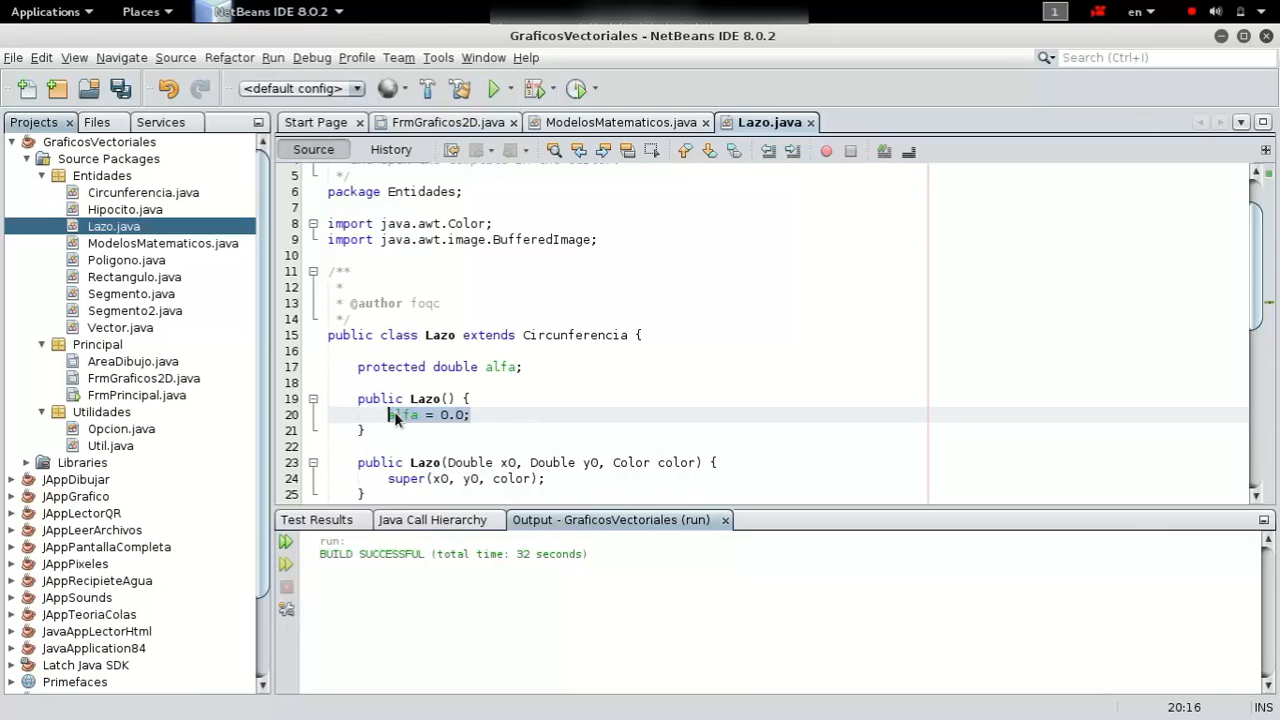 Applications Places NetBeans IDE 8.0.2 1 en
GraficosVectoriales - NetBeans IDE 8.0.2
File Edit View Navigate Source Refactor Run Debug Profile Team Tools Window Help Search (Ctrl+I)
<default config>
Projects Files Services Start Page FrmGraficos2D.java ModelosMatematicos.java Lazo.java
Source History
GraficosVectoriales
Source Packages
Entidades
Circunferencia.java
Hipocito.java
Lazo.java
ModelosMatematicos.java
Poligono.java
Rectangulo.java
Segmento.java
Segmento2.java
Vector.java
Principal
AreaDibujo.java
FrmGraficos2D.java
FrmPrincipal.java
Utilidades
Opcion.java
Util.java
Libraries
JAppDibujar
JAppGrafico
JAppLectorQR
JAppLeerArchivos
JAppPantallaCompleta
JAppPixeles
JAppRecipieteAgua
JAppSounds
JAppTeoriaColas
JavaAppLectorHtml
JavaApplication84
Latch Java SDK
Primefaces
5 */
6 package Entidades;
7
8 import java.awt.Color;
9 import java.awt.image.BufferedImage;
10
11 /**
12 *
13 * @author foqc
14 */
15 public class Lazo extends Circunferencia {
16
17 protected double alfa;
18
19 public Lazo() {
20 alfa = 0.0;
21 }
22
23 public Lazo(Double xO, Double yO, Color color) {
24 super(xO, yO, color);
25 }
Test Results Java Call Hierarchy Output - GraficosVectoriales (run)
run:
BUILD SUCCESSFUL (total time: 32 seconds)
20:16 INS